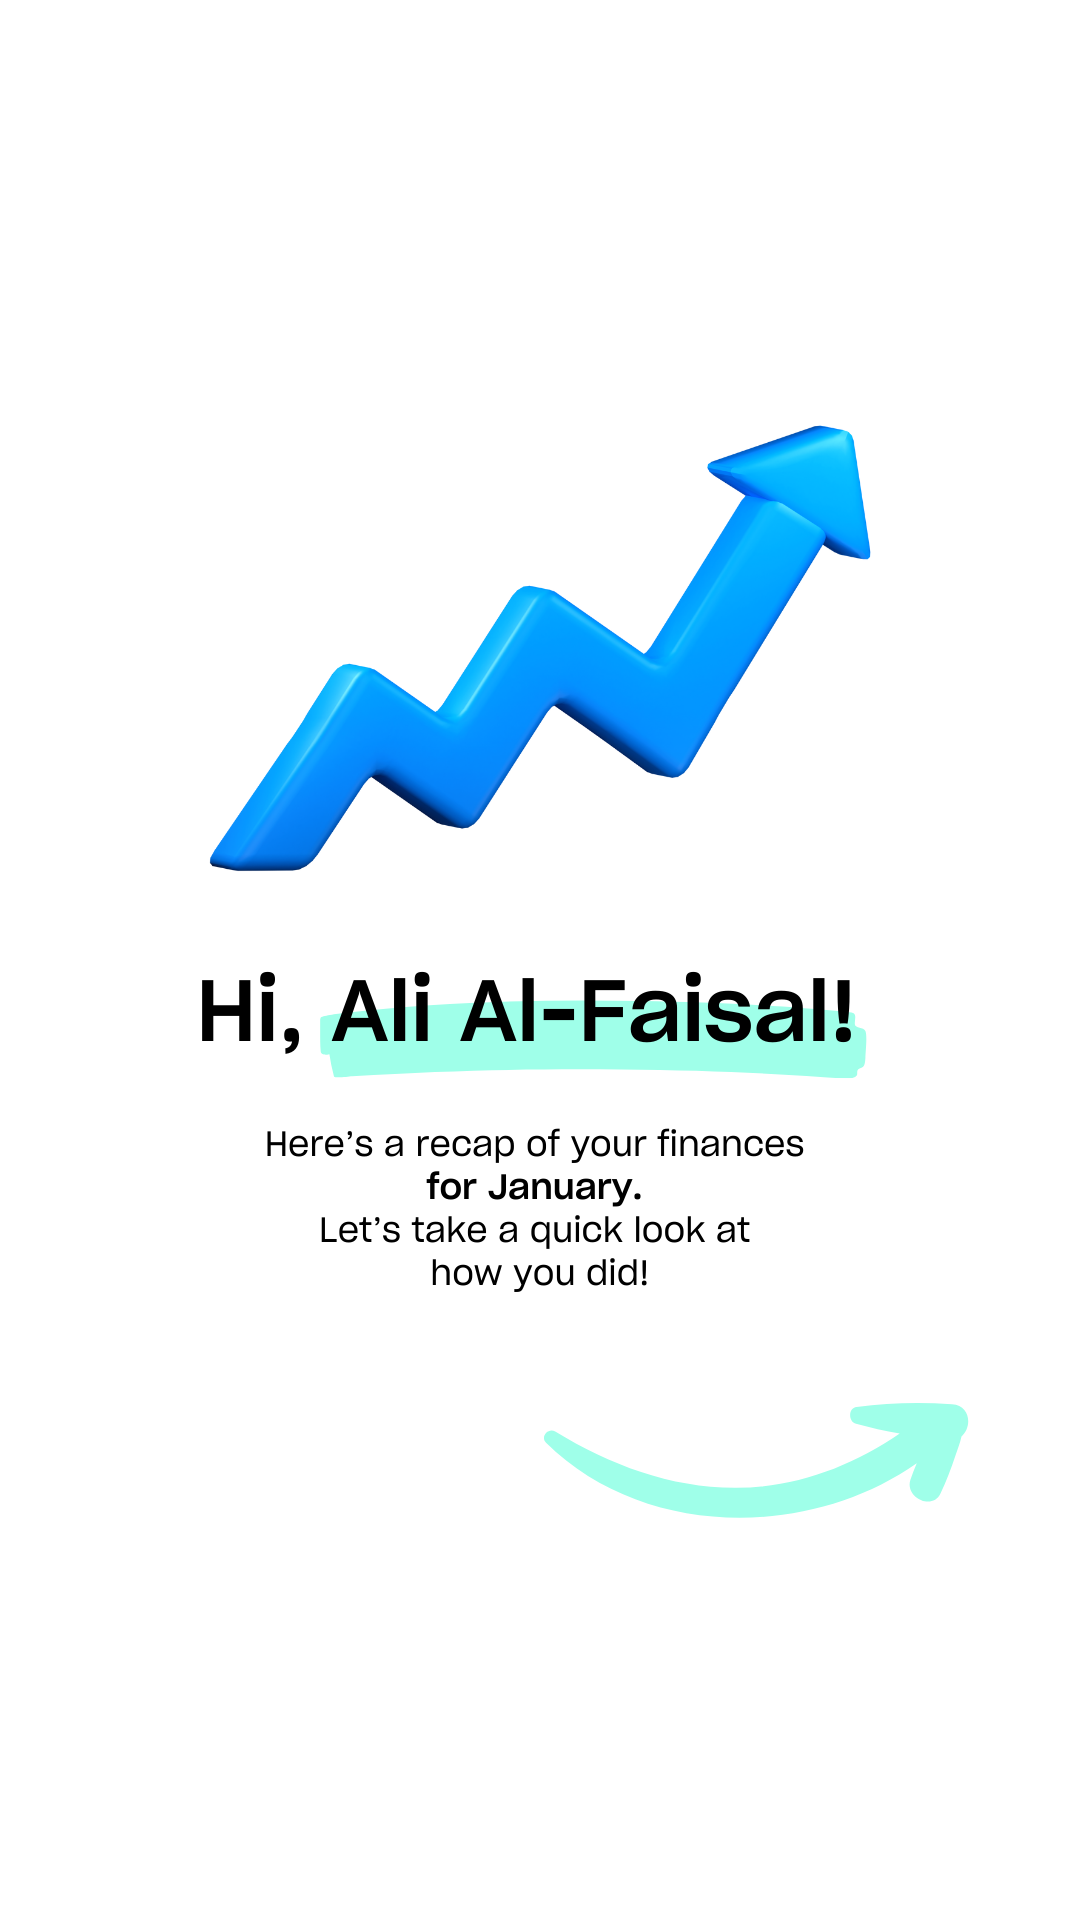 Hi, Ali Al-Faisal!
Here’s a recap of your finances
for January.
Let’s take a quick look at
how you did!